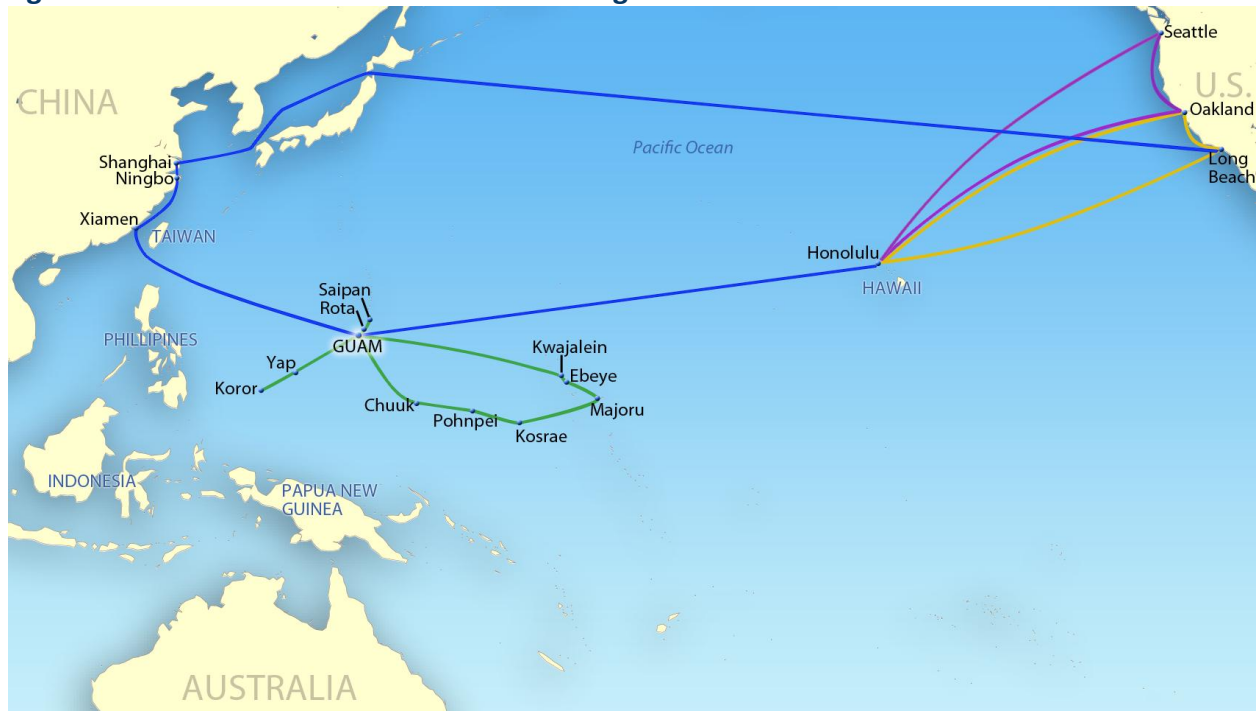 Seattle
U.S.
CHINA
Oakland
Pacific Ocean
Shanghai
Ningbo
Long
Beach
Xiamen
TAIWAN
Honolulu
HAWAII
Saipan
Rota
PHILLIPINES
GUAM
Kwajalein
Yap
Ebeye
Koror
Chuuk
Majoru
Pohnpei
Kosrae
INDONESIA
PAPUA NEW
GUINEA
AUSTRALIA